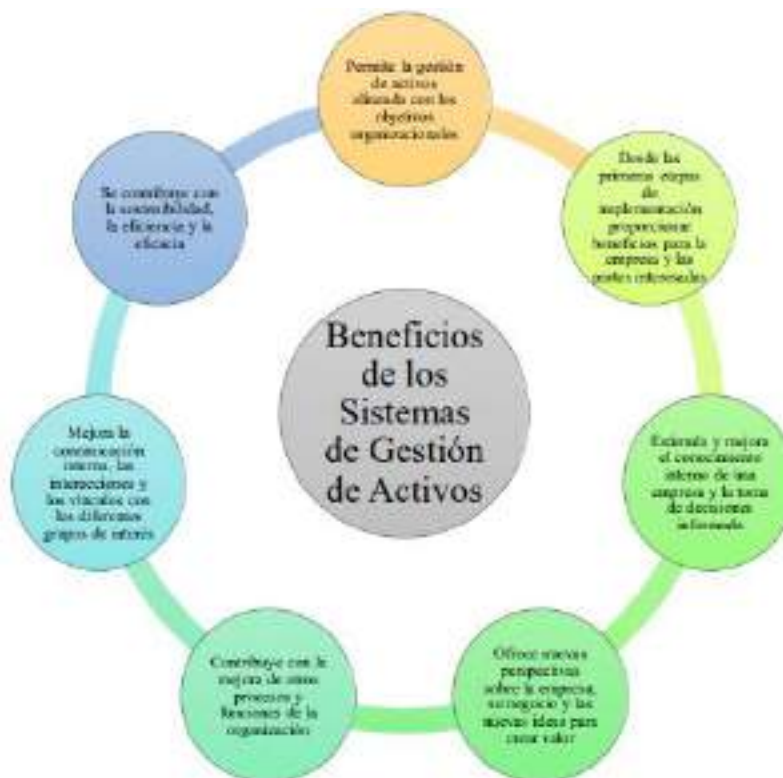 Beneficios
de los
Sistemas
de Gestión
de Activos
Permite la gestión
de activos
alineada con los
objetivos
organizacionales
Desde las
primeras etapas
de
implementación
proporcionar
beneficios para la
empresa y las
partes interesadas
Extiende y mejora
el conocimiento
interno de una
empresa y la toma
de decisiones
informada
Ofrece nuevas
perspectivas
sobre la empresa,
su negocio y las
nuevas ideas para
crear valor
Contribuye con la
mejora de otros
procesos y
funciones de la
organización
Mejora la
comunicación
interna, las
interacciones y
los vínculos con
los diferentes
grupos de interés
Se contribuye con
la sostenibilidad,
la eficiencia y la
eficacia